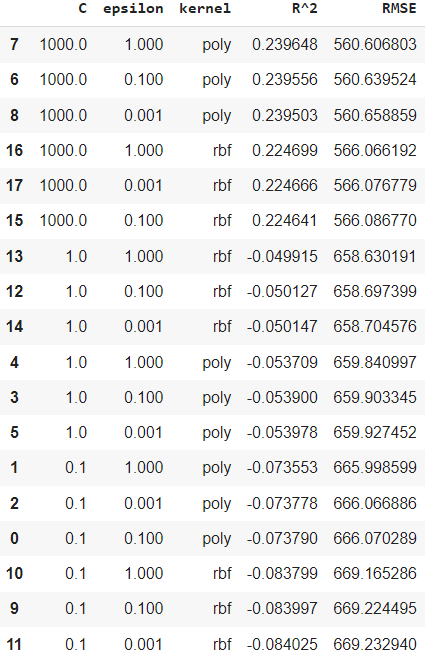 C epsilon kernel R^2 RMSE
7 1000.0 1.000 poly 0.239648 560.606803
6 1000.0 0.100 poly 0.239556 560.639524
8 1000.0 0.001 poly 0.239503 560.658859
16 1000.0 1.000 rbf 0.224699 566.066192
17 1000.0 0.001 rbf 0.224666 566.076779
15 1000.0 0.100 rbf 0.224641 566.086770
13 1.0 1.000 rbf -0.049915 658.630191
12 1.0 0.100 rbf -0.050127 658.697399
14 1.0 0.001 rbf -0.050147 658.704576
4 1.0 1.000 poly -0.053709 659.840997
3 1.0 0.100 poly -0.053900 659.903345
5 1.0 0.001 poly -0.053978 659.927452
1 0.1 1.000 poly -0.073553 665.998599
2 0.1 0.001 poly -0.073778 666.066886
0 0.1 0.100 poly -0.073790 666.070289
10 0.1 1.000 rbf -0.083799 669.165286
9 0.1 0.100 rbf -0.083997 669.224495
11 0.1 0.001 rbf -0.084025 669.232940